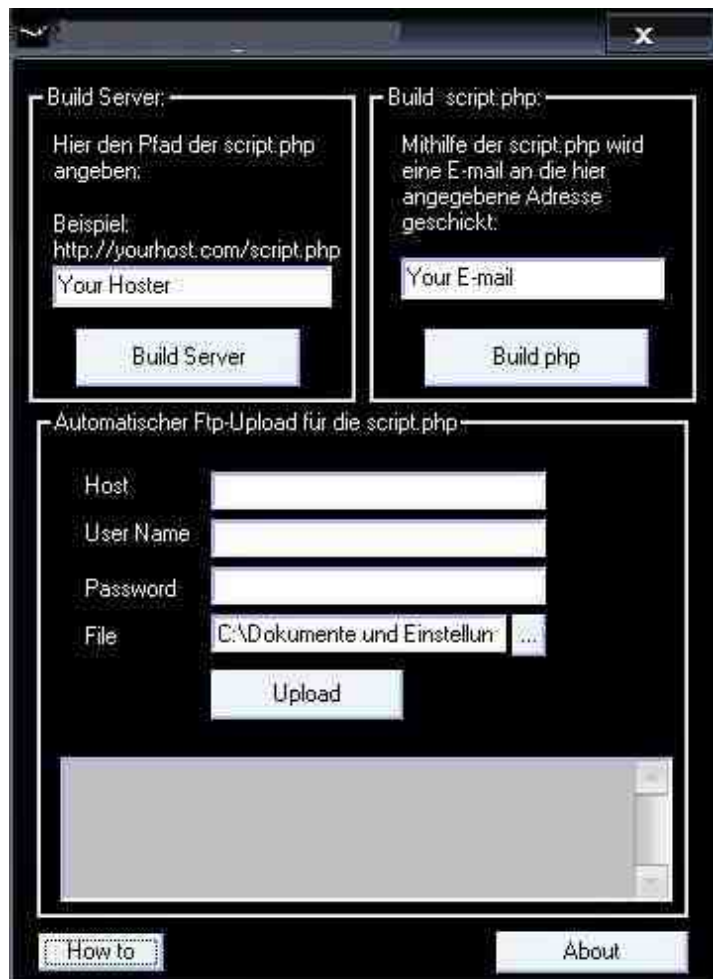 x
Build Server:
Hier den Pfad der script.php
angeben:
Beispiel:
http://yourhost.com/script.php
Your Hoster
Build Server
Build script.php:
Mithilfe der script.php wird
eine E-mail an die hier
angegebene Adresse
geschickt:
Your E-mail
Build php
Automatischer Ftp-Upload für die script.php
Host
User Name
Password
File
C:\Dokumente und Einstellun
...
Upload
How to
About